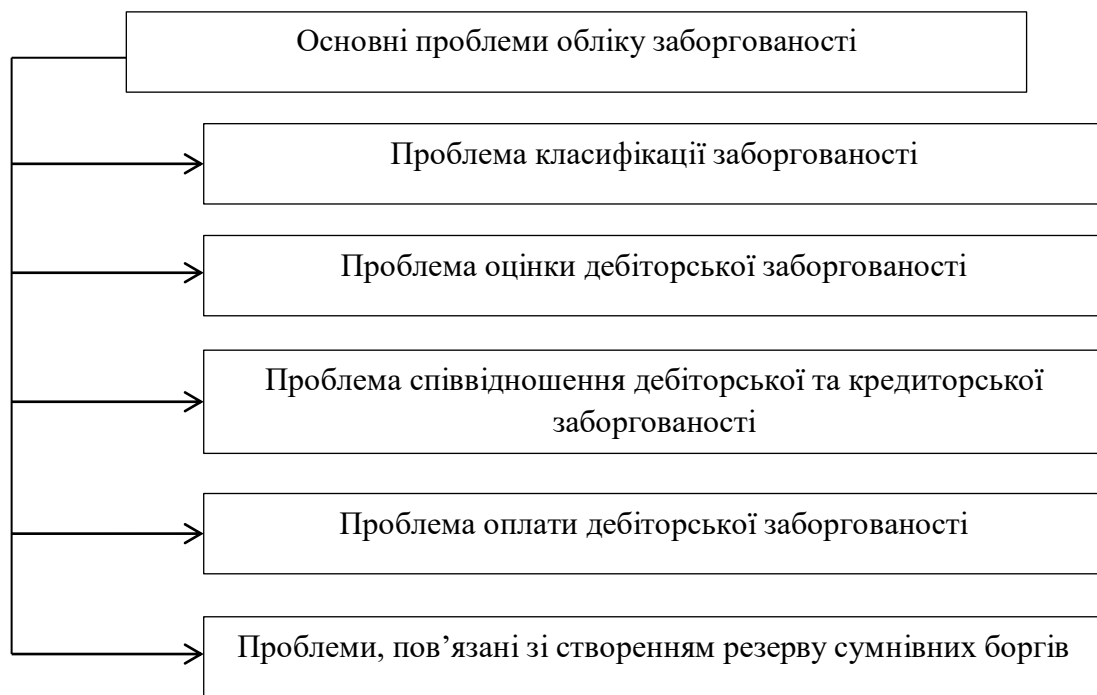 Основні проблеми обліку заборгованості
Проблема класифікації заборгованості
Проблема оцінки дебіторської заборгованості
Проблема співвідношення дебіторської та кредиторської
заборгованості
Проблема оплати дебіторської заборгованості
Проблеми, пов’язані зі створенням резерву сумнівних боргів